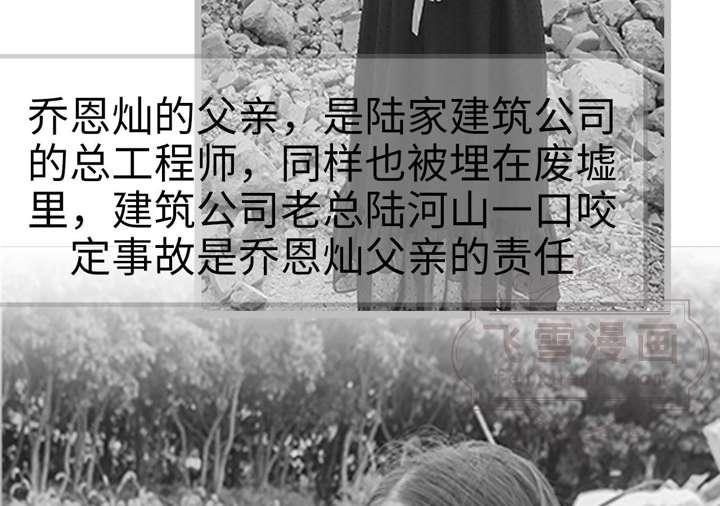 乔恩灿的父亲，是陆家建筑公司
的总工程师，同样也被埋在废墟
里，建筑公司老总陆河山一口咬
定事故是乔恩灿父亲的责任
飞雪漫画